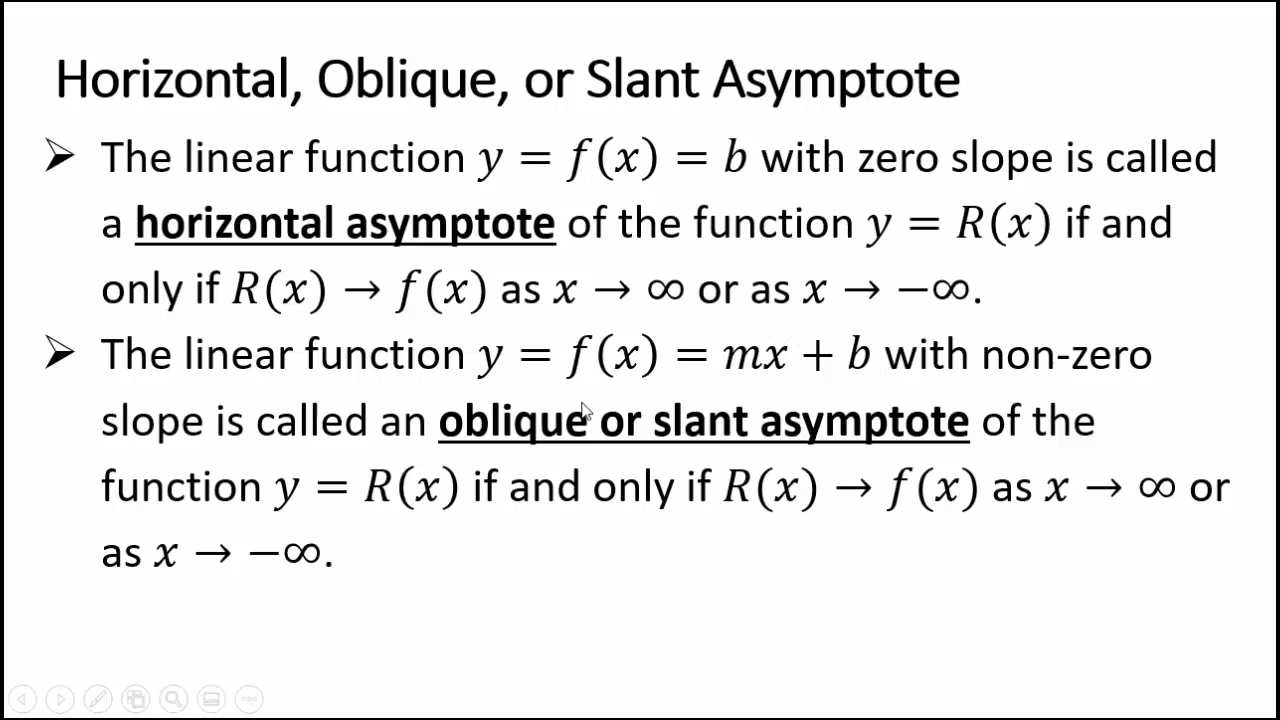 Horizontal, Oblique, or Slant Asymptote
➢ The linear function y = f(x) = b with zero slope is called
a horizontal asymptote of the function y = R(x) if and
only if R(x) → f(x) as x → ∞ or as x → −∞.
➢ The linear function y = f(x) = mx + b with non-zero
slope is called an oblique or slant asymptote of the
function y = R(x) if and only if R(x) → f(x) as x → ∞ or
as x → −∞.